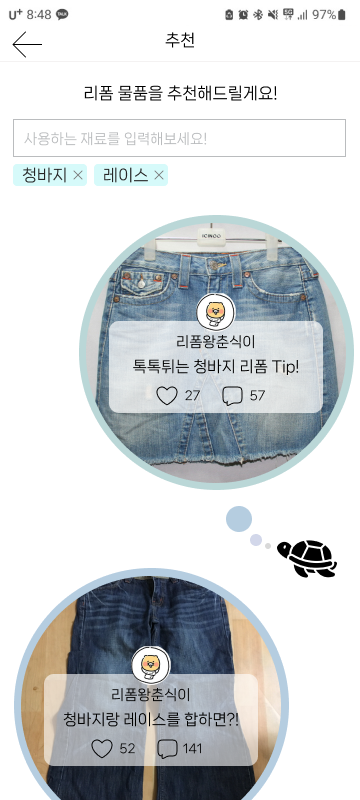 U+ 8:48 TALK 5G 97%
추천
리폼 물품을 추천해드릴게요!
사용하는 재료를 입력해보세요!
청바지 레이스
리폼왕춘식이
톡톡튀는 청바지 리폼 Tip!
27 57
리폼왕춘식이
청바지랑 레이스를 합하면?!
52 141